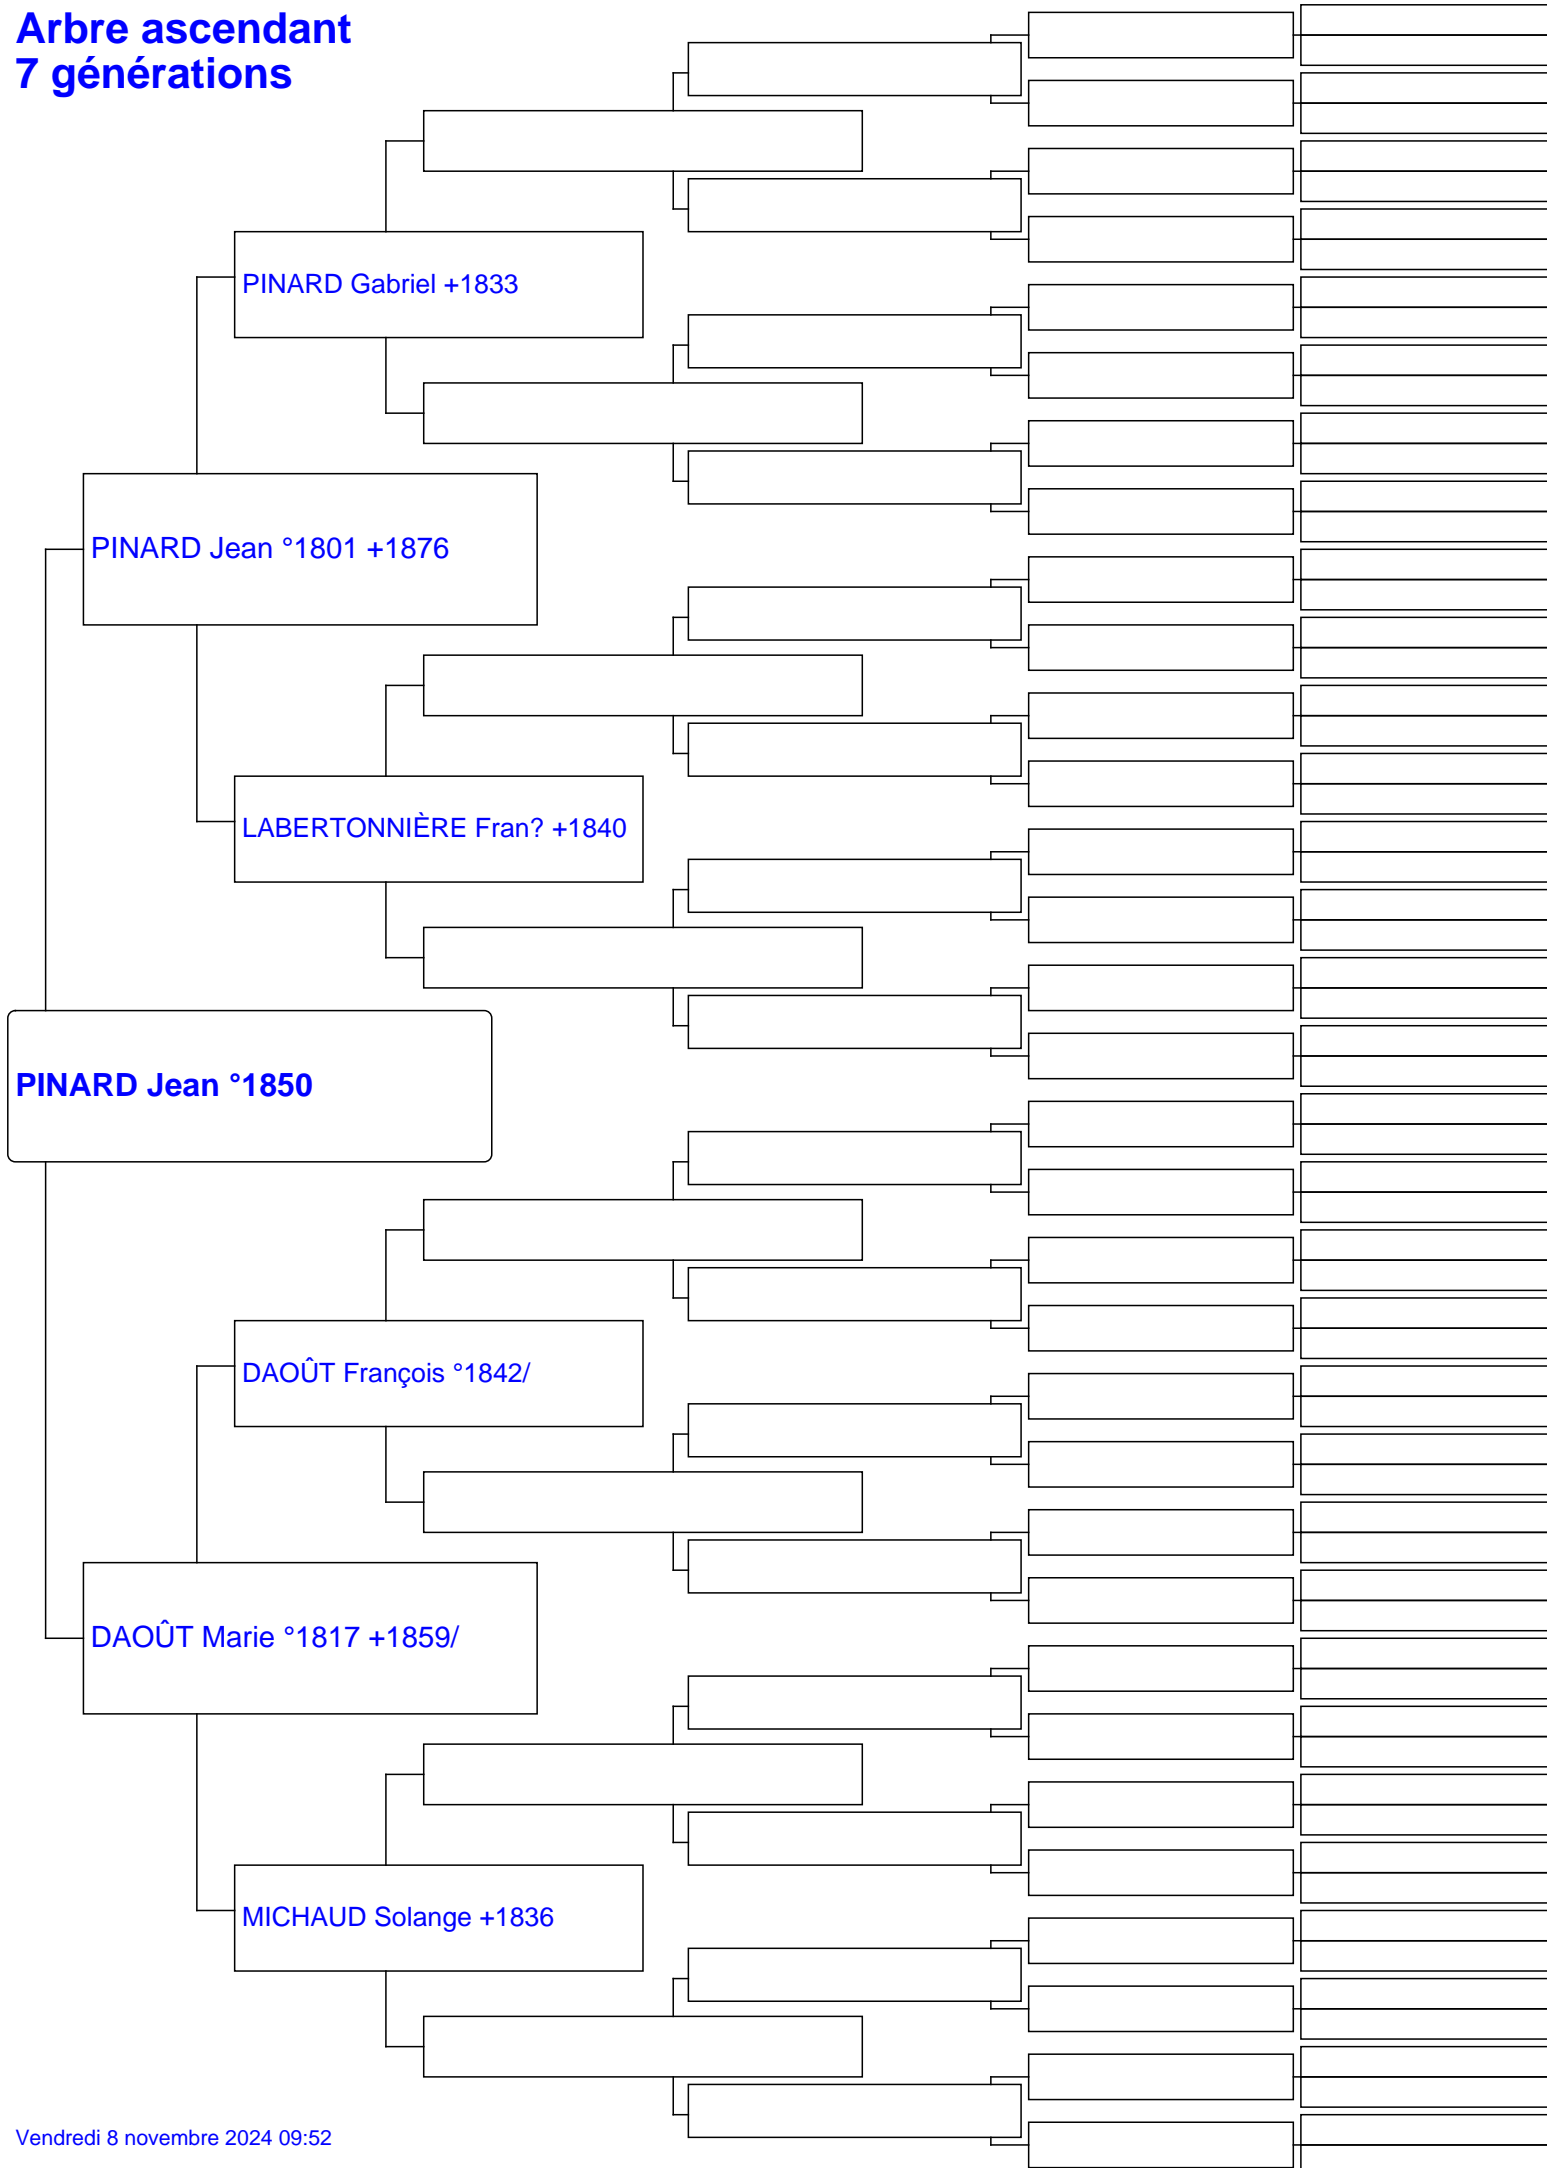 Arbre ascendant
7 générations
PINARD Gabriel +1833
PINARD Jean °1801 +1876
LABERTONNIÈRE Fran? +1840
PINARD Jean °1850
DAOÛT François °1842/
DAOÛT Marie °1817 +1859/
MICHAUD Solange +1836
Vendredi 8 novembre 2024 09:52